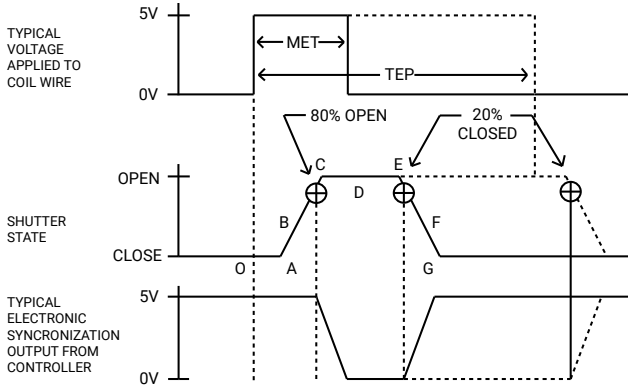 TYPICAL
VOLTAGE
APPLIED TO
COIL WIRE
5V
0V
MET
TEP
80% OPEN
20%
CLOSED
SHUTTER
STATE
OPEN
CLOSE
O
A
B
C
D
E
F
G
TYPICAL
ELECTRONIC
SYNCRONIZATION
OUTPUT FROM
CONTROLLER
5V
0V